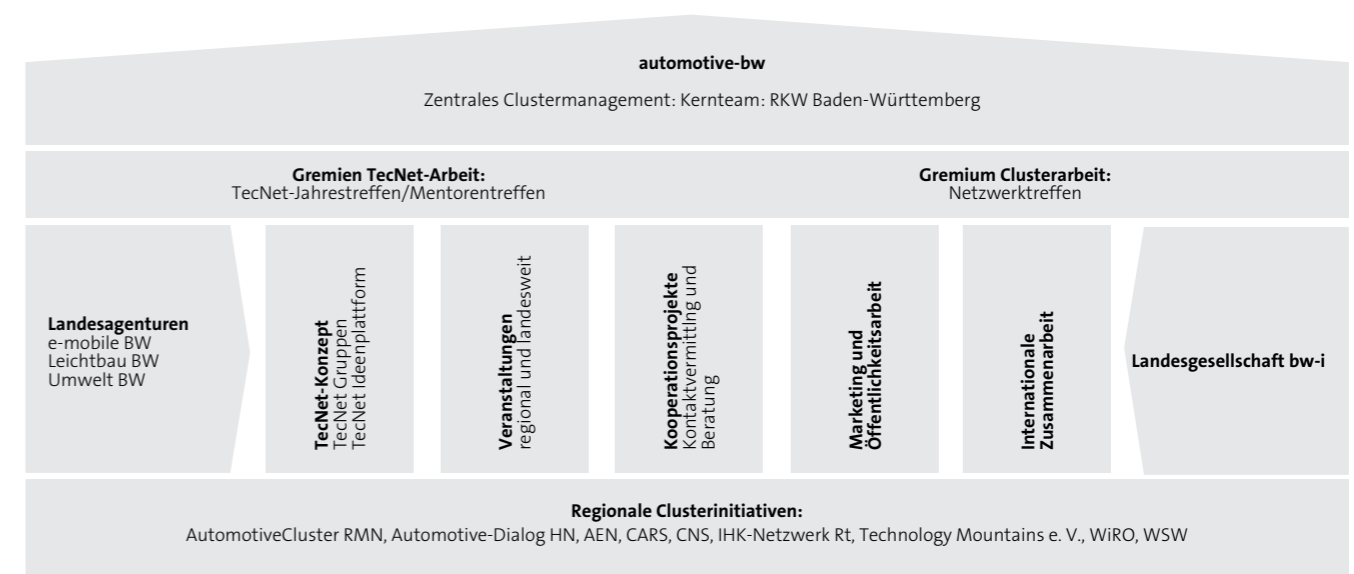 automotive-bw
Zentrales Clustermanagement: Kernteam: RKW Baden-Württemberg
Gremien TecNet-Arbeit:
TecNet-Jahrestreffen/Mentorentreffen
Gremium Clusterarbeit:
Netzwerktreffen
Landesagenturen
e-mobile BW
Leichtbau BW
Umwelt BW
TecNet-Konzept
TecNet Gruppen
TecNet Idenplattform
Veranstaltungen
regional und landesweit
Kooperationsprojekte
KontaktvermittIng und
Beratung
Marketing und
Öffentlichkeitsarbeit
Internationale
Zusammenarbeit
Landesgesellschaft bw-i
Regionale Clusterinitiativen:
AutomotiveCluster RMN, Automotive-Dialog HN, AEN, CARS, CNS, IHK-Netzwerk Rt, Technology Mountains e. V., WiRO, WSW